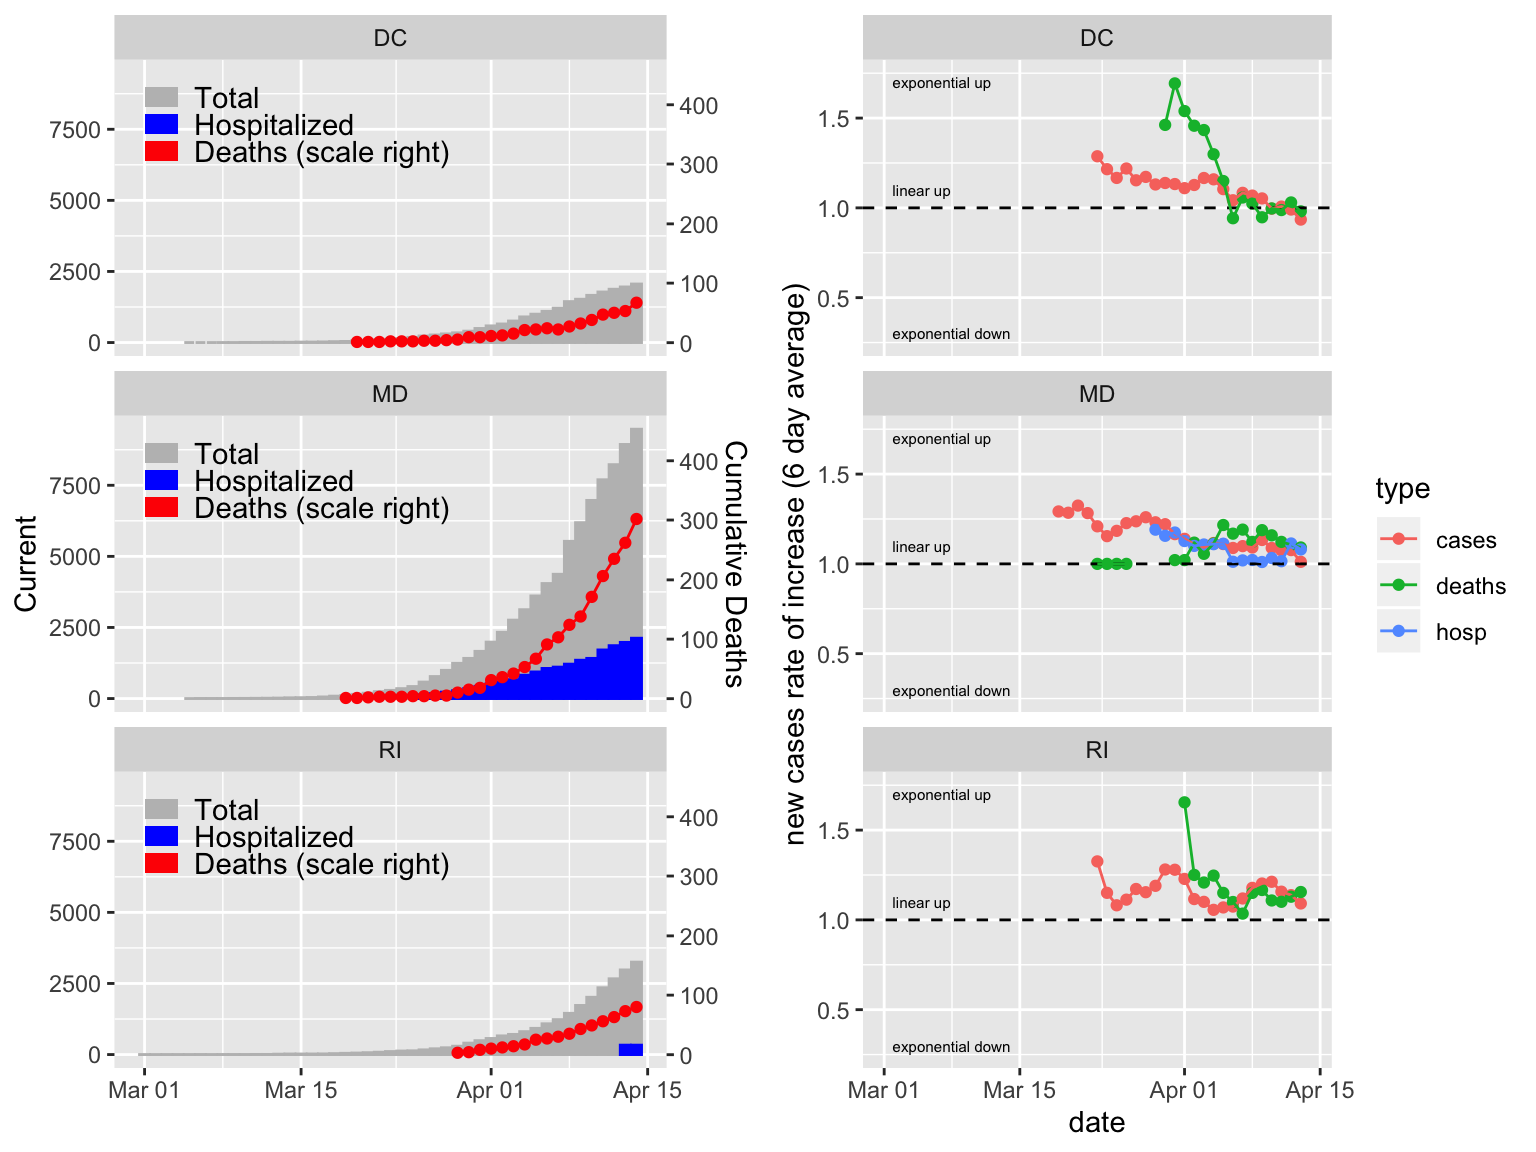 DC
Total
Hospitalized
Deaths (scale right)
7500
5000
2500
0
400
300
200
100
0
MD
Total
Hospitalized
Deaths (scale right)
7500
5000
2500
0
400
300
200
100
0
RI
Total
Hospitalized
Deaths (scale right)
7500
5000
2500
0
400
300
200
100
0
Mar 01
Mar 15
Apr 01
Apr 15
Current
Cumulative Deaths
DC
exponential up
linear up
exponential down
1.5
1.0
0.5
MD
exponential up
linear up
exponential down
1.5
1.0
0.5
RI
exponential up
linear up
exponential down
1.5
1.0
0.5
Mar 01
Mar 15
Apr 01
Apr 15
date
new cases rate of increase (6 day average)
type
cases
deaths
hosp